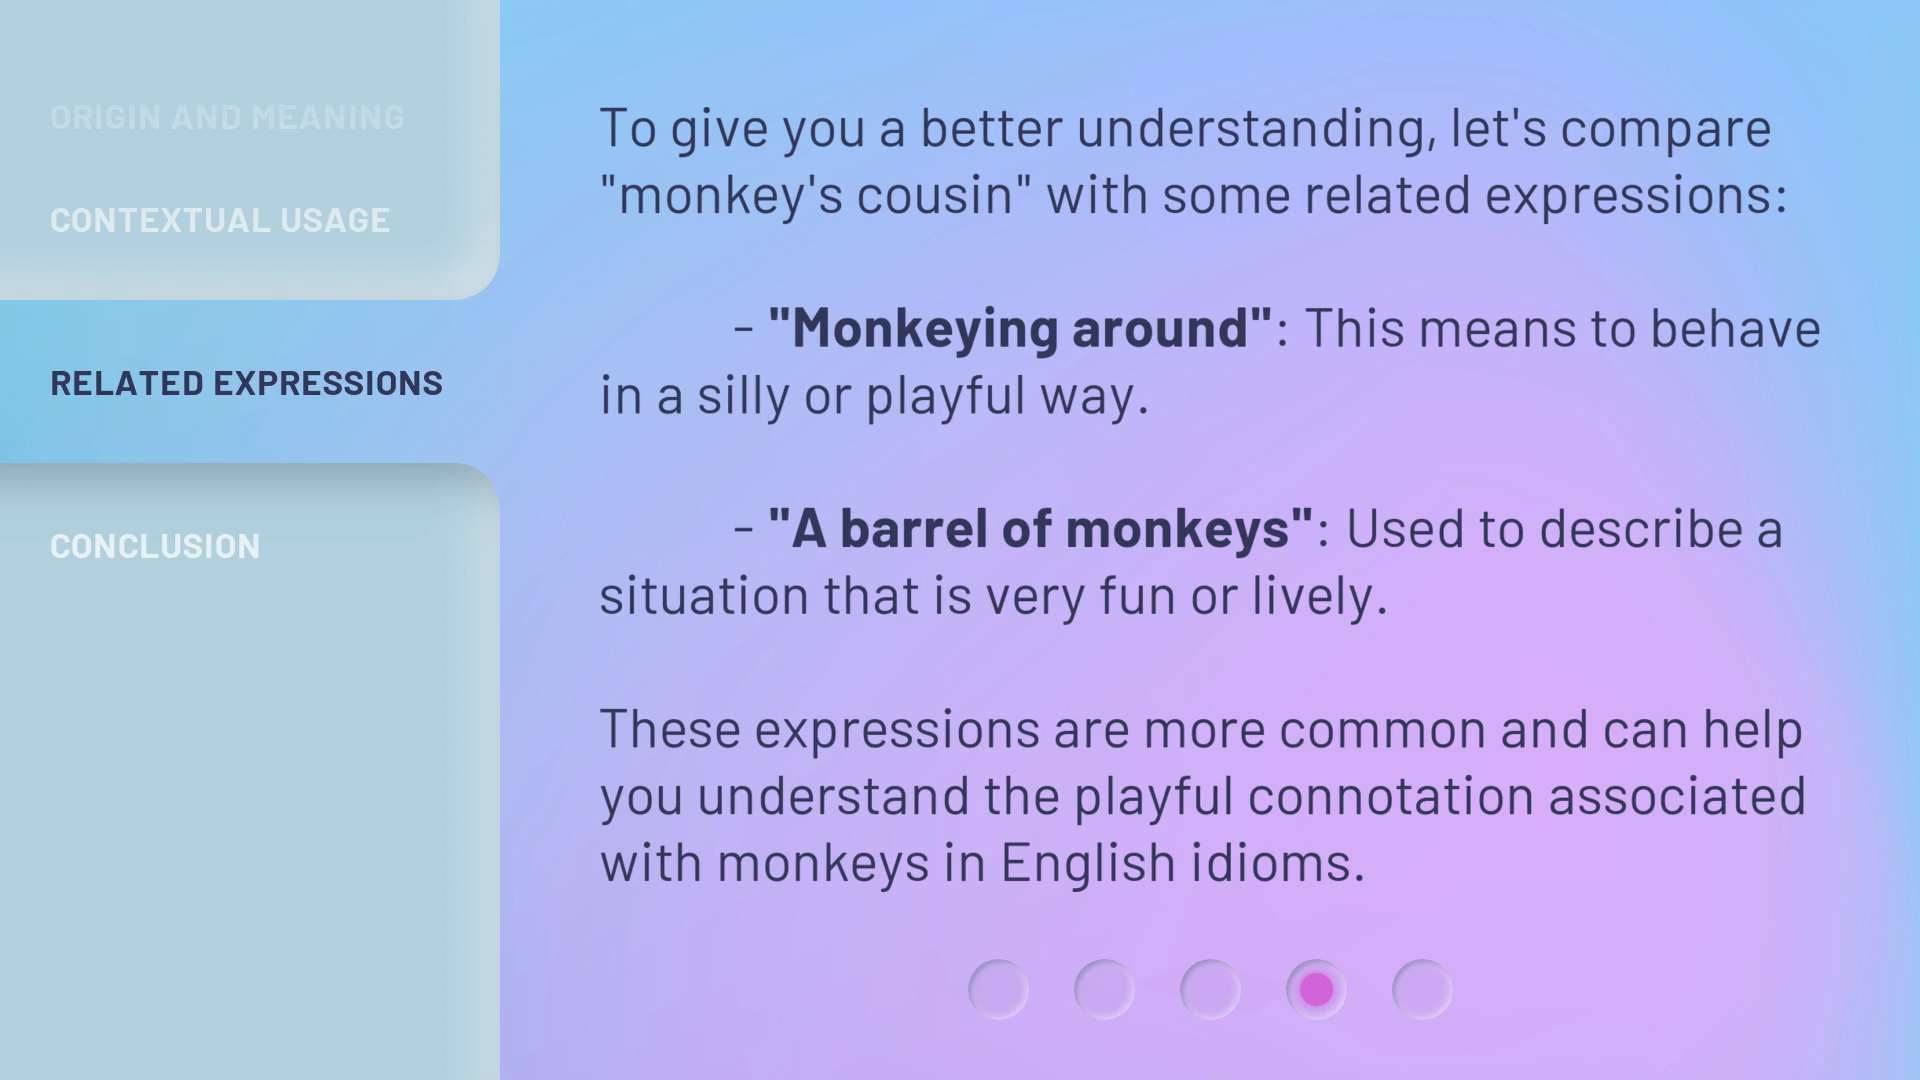 ORIGIN AND MEANING
CONTEXTUAL USAGE
RELATED EXPRESSIONS
CONCLUSION
To give you a better understanding, let's compare
"monkey's cousin" with some related expressions:
- "Monkeying around": This means to behave
in a silly or playful way.
- "A barrel of monkeys": Used to describe a
situation that is very fun or lively.
These expressions are more common and can help
you understand the playful connotation associated
with monkeys in English idioms.